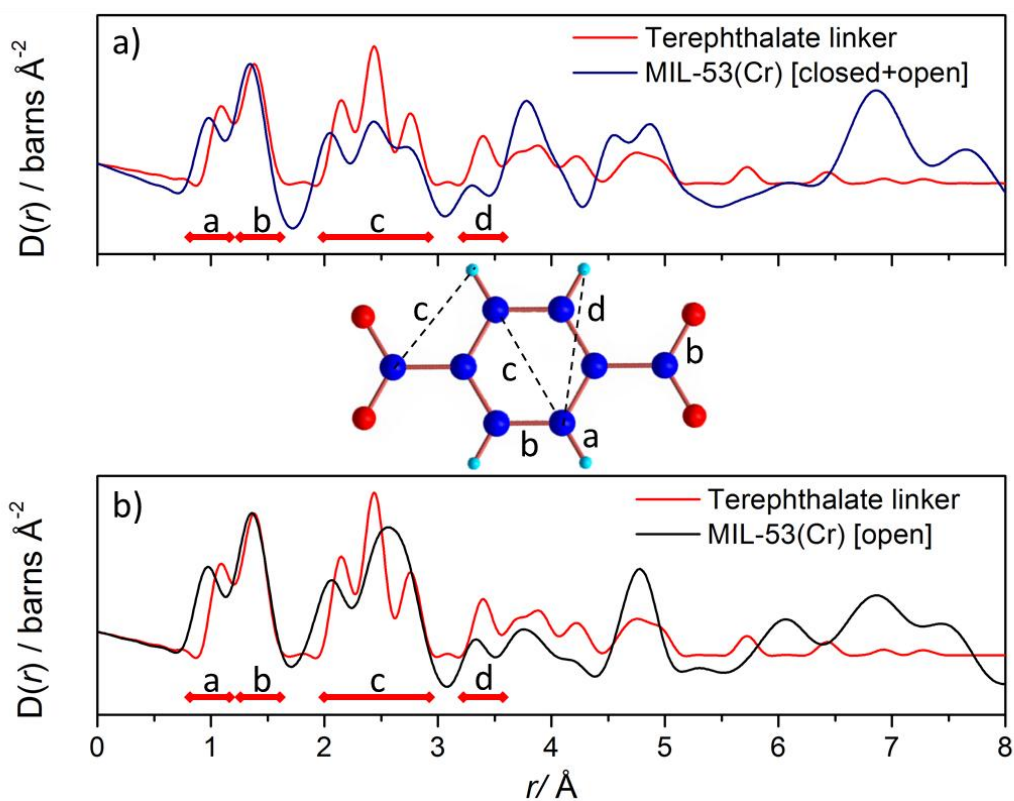 a)
Terephthalate linker
MIL-53(Cr) [closed+open]
D(r) / barns Å⁻²
a b c d
c d
b
c
b a
b)
Terephthalate linker
MIL-53(Cr) [open]
D(r) / barns Å⁻²
a b c d
0 1 2 3 4 5 6 7 8
r/ Å